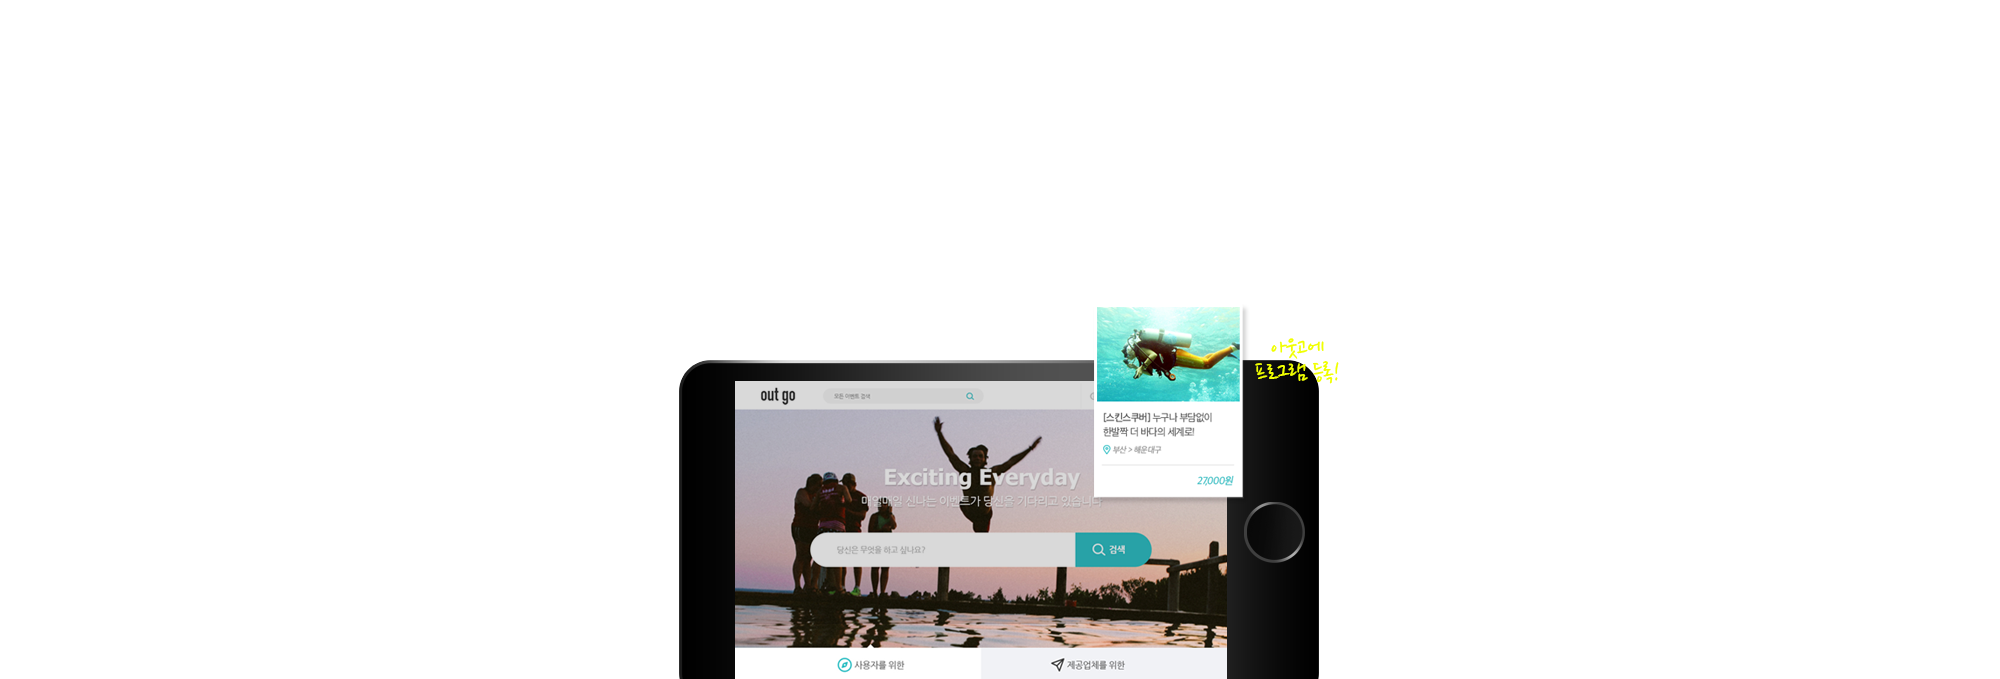 아웃고에
프로그램 등록!
out go
모든 이벤트 검색
[스킨스쿠버] 누구나 부담없이
한발짝 더 바다의 세계로!
부산 > 해운대구
27,000원
Exciting Everyday
매일매일 신나는 이벤트가 당신을 기다리고 있습니다
당신은 무엇을 하고 싶나요?
검색
사용자를 위한
제공업체를 위한